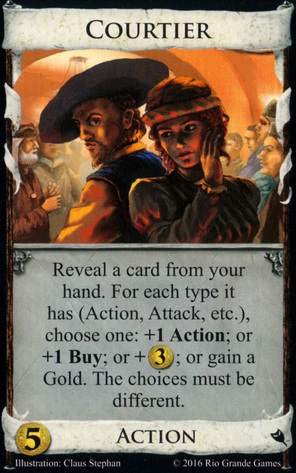 COURTIER
Reveal a card from your
hand. For each type it
has (Action, Attack, etc.),
choose one: +1 Action; or
+1 Buy; or +3; or gain a
Gold. The choices must be
different.
5 ACTION
Illustration: Claus Stephan © 2016 Rio Grande Games